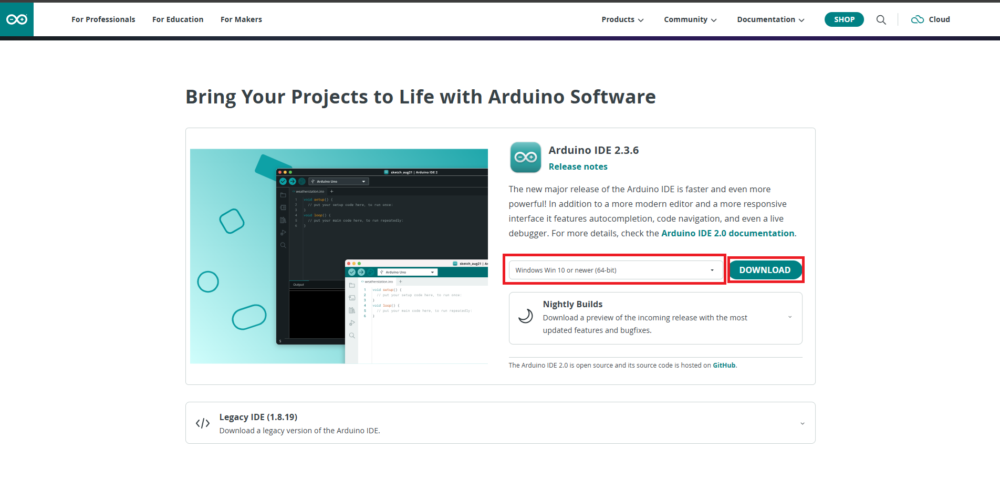 For Professionals For Education For Makers Products Community Documentation SHOP Cloud
Bring Your Projects to Life with Arduino Software
sketch_aug21 | Arduino IDE 2
Arduino Uno
weatherstation.ino +
1 void setup() {
2 // put your setup code here, to run once:
3 }
4 void loop() {
5 // put your main code here, to run repeatedly:
6 }
Output
5
sketch_aug21 | Ar
Arduino Uno
weatherstation.ino +
1 void setup() {
2 // put your setup code here, to run once:
3 }
4 void loop() {
5 // put your main code here, to run repeatedly:
6 }
Arduino IDE 2.3.6
Release notes
The new major release of the Arduino IDE is faster and even more
powerful! In addition to a more modern editor and a more responsive
interface it features autocompletion, code navigation, and even a live
debugger. For more details, check the Arduino IDE 2.0 documentation.
Windows Win 10 or newer (64-bit) DOWNLOAD
Nightly Builds
Download a preview of the incoming release with the most
updated features and bugfixes.
The Arduino IDE 2.0 is open source and its source code is hosted on GitHub.
Legacy IDE (1.8.19)
Download a legacy version of the Arduino IDE.